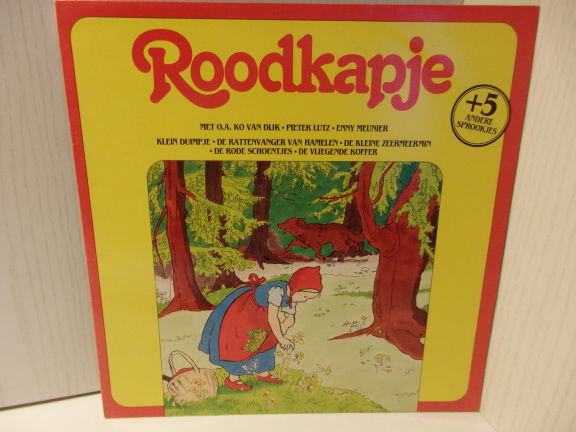 Roodkapje
+5
ANDERE
SPROOKJES
MET O.A. KO VAN DIJK • PIETER LUTZ • ENNY MEUNIER
KLEIN DUIMPJE • DE RATTENVANGER VAN HAMELEN • DE KLEINE ZEERMEERMIN
• DE RODE SCHOENTJES • DE VLIEGENDE KOFFER